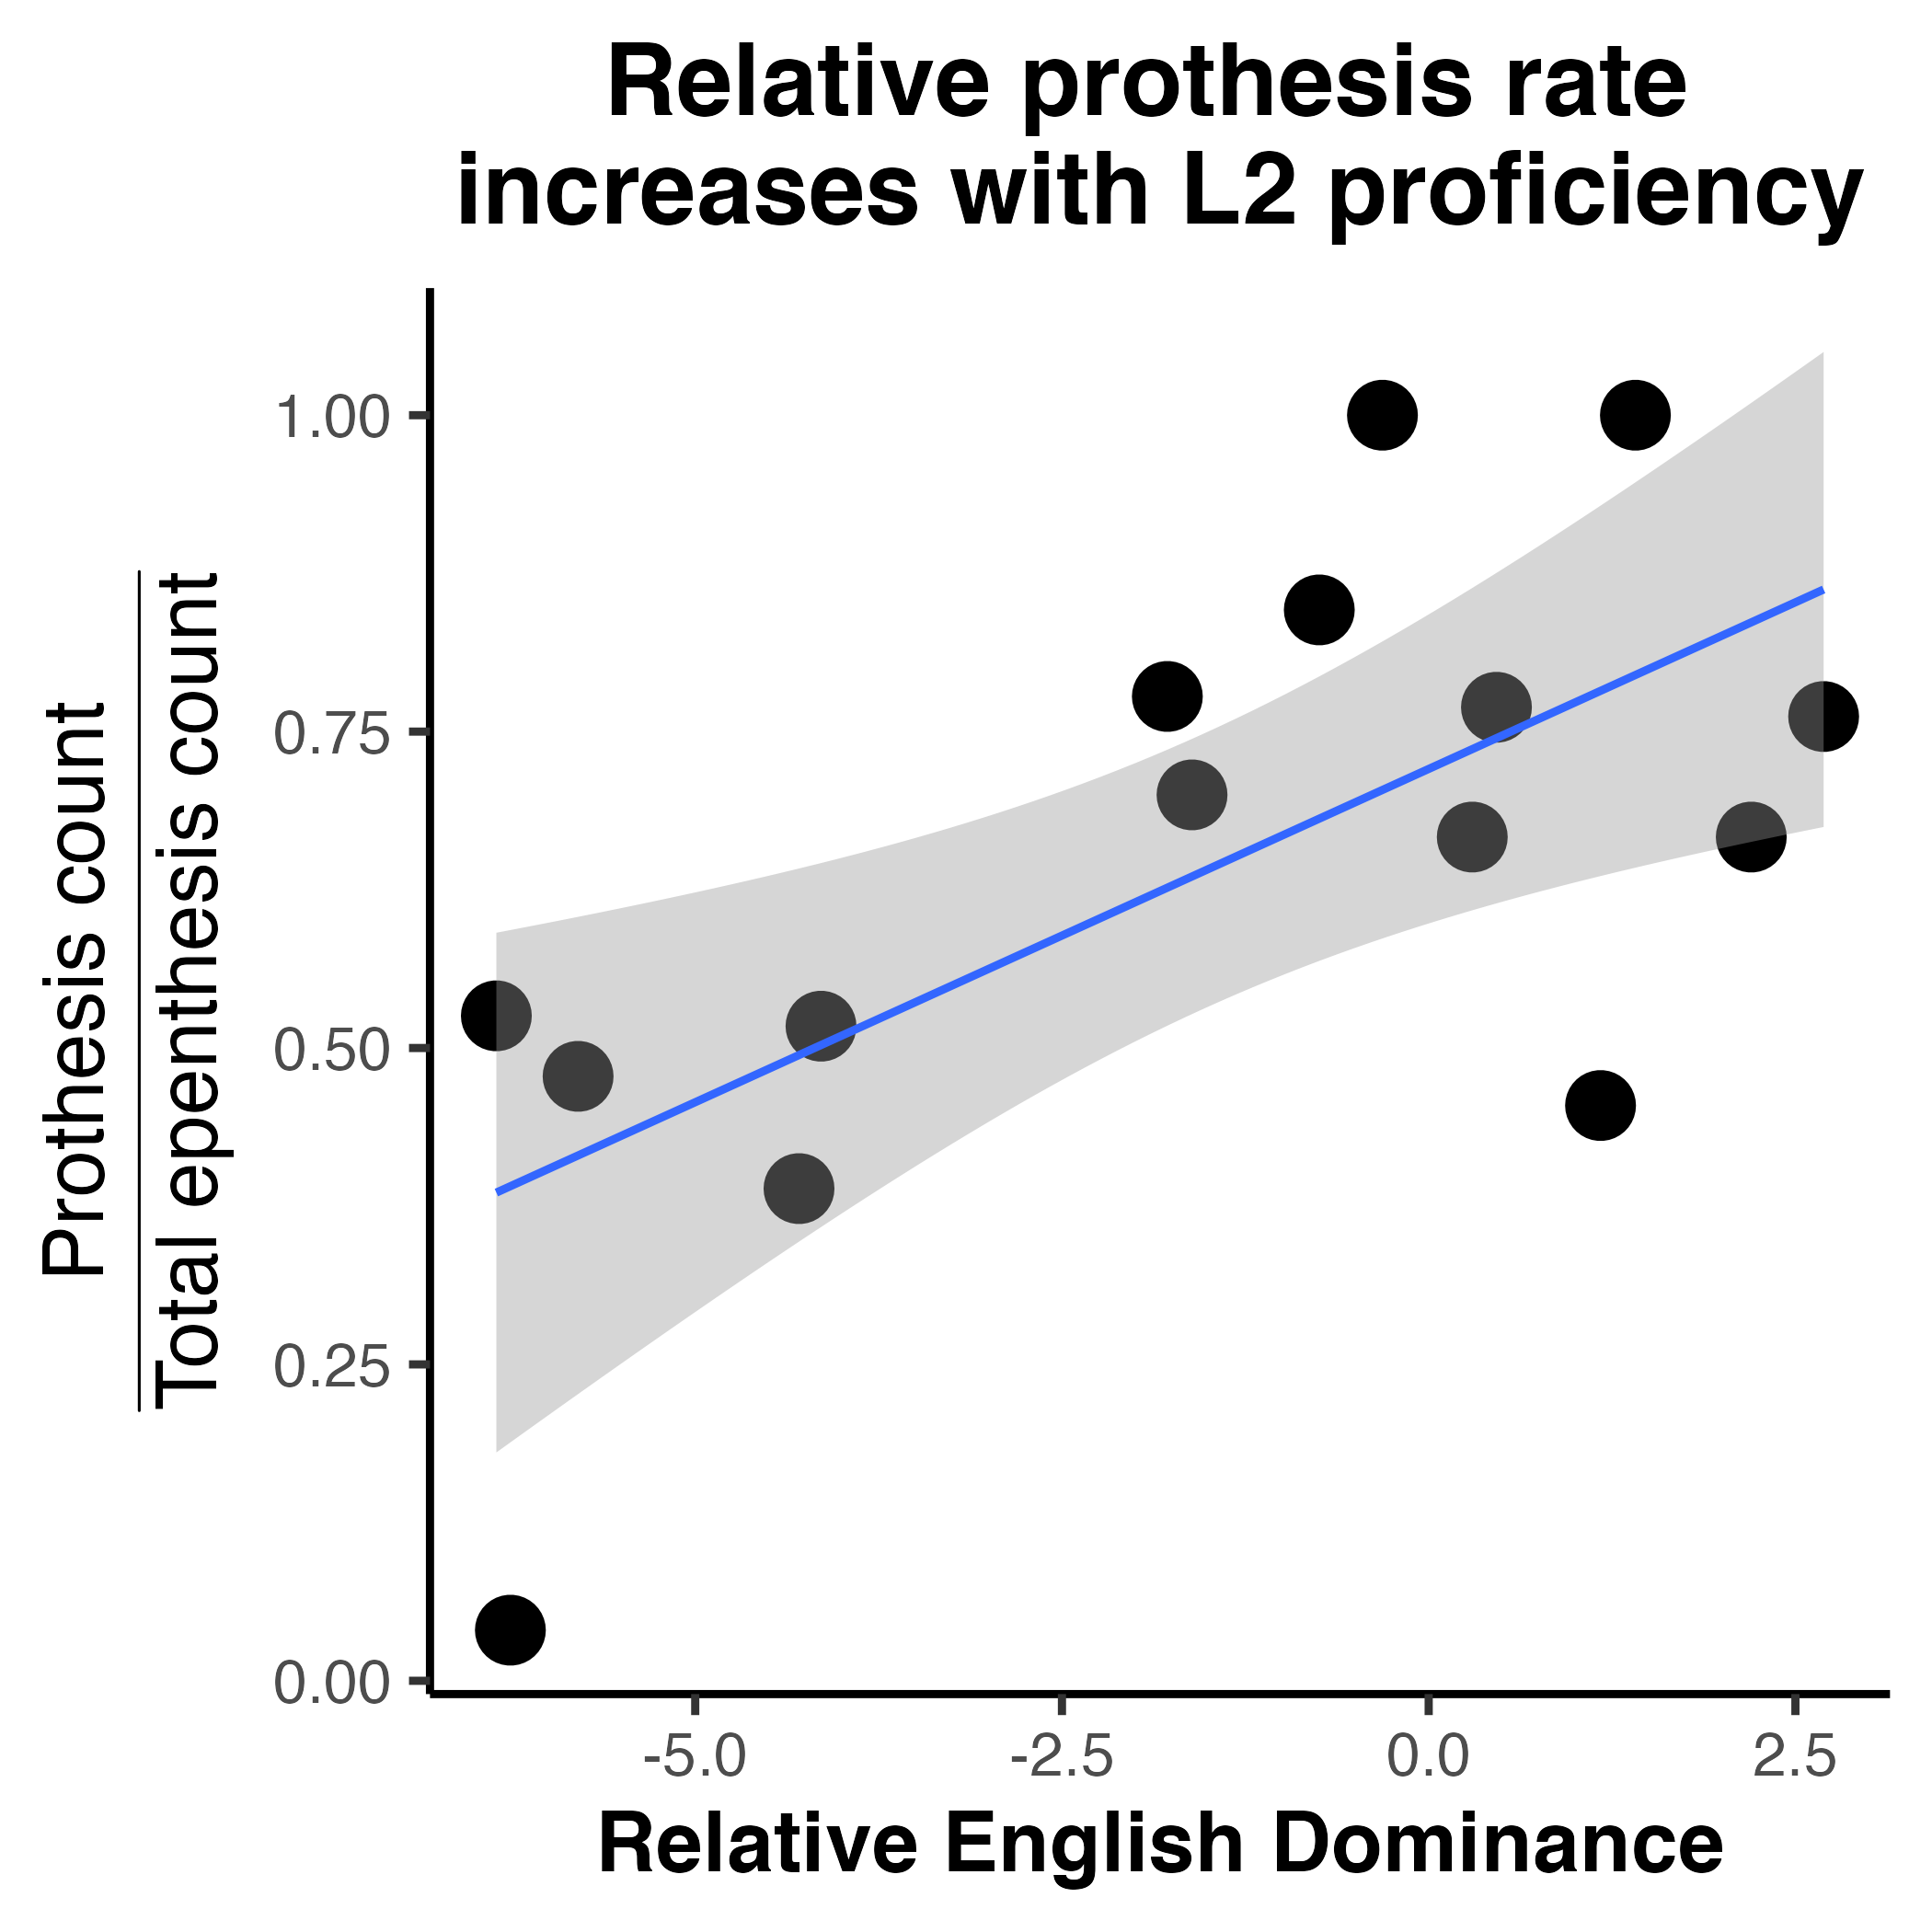 Relative prothesis rate
increases with L2 proficiency
Prothesis count
Total epenthesis count
1.00
0.75
0.50
0.25
0.00
-5.0
-2.5
0.0
2.5
Relative English Dominance